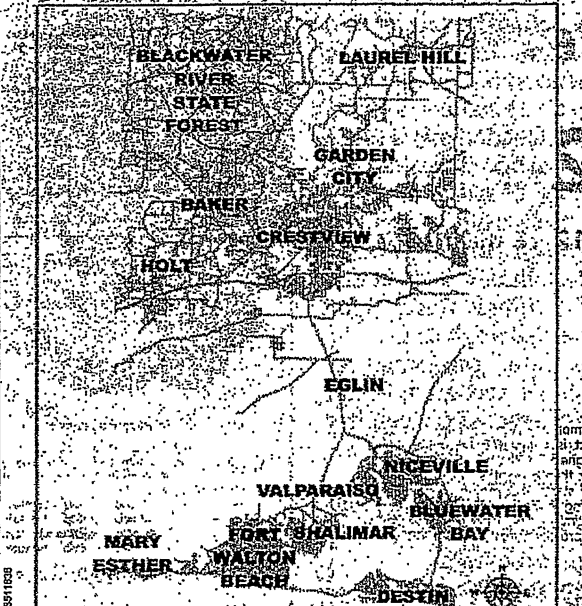 BLACKWATER
RIVER
STATE
FOREST
LAUREL HILL
GARDEN
CITY
BAKER
CRESTVIEW
HOLT
EGLIN
NICEVILLE
VALPARAISO
BLUEWATER
BAY
FORT
WALTON
BEACH
SHALIMAR
MARY
ESTHER
DESTIN